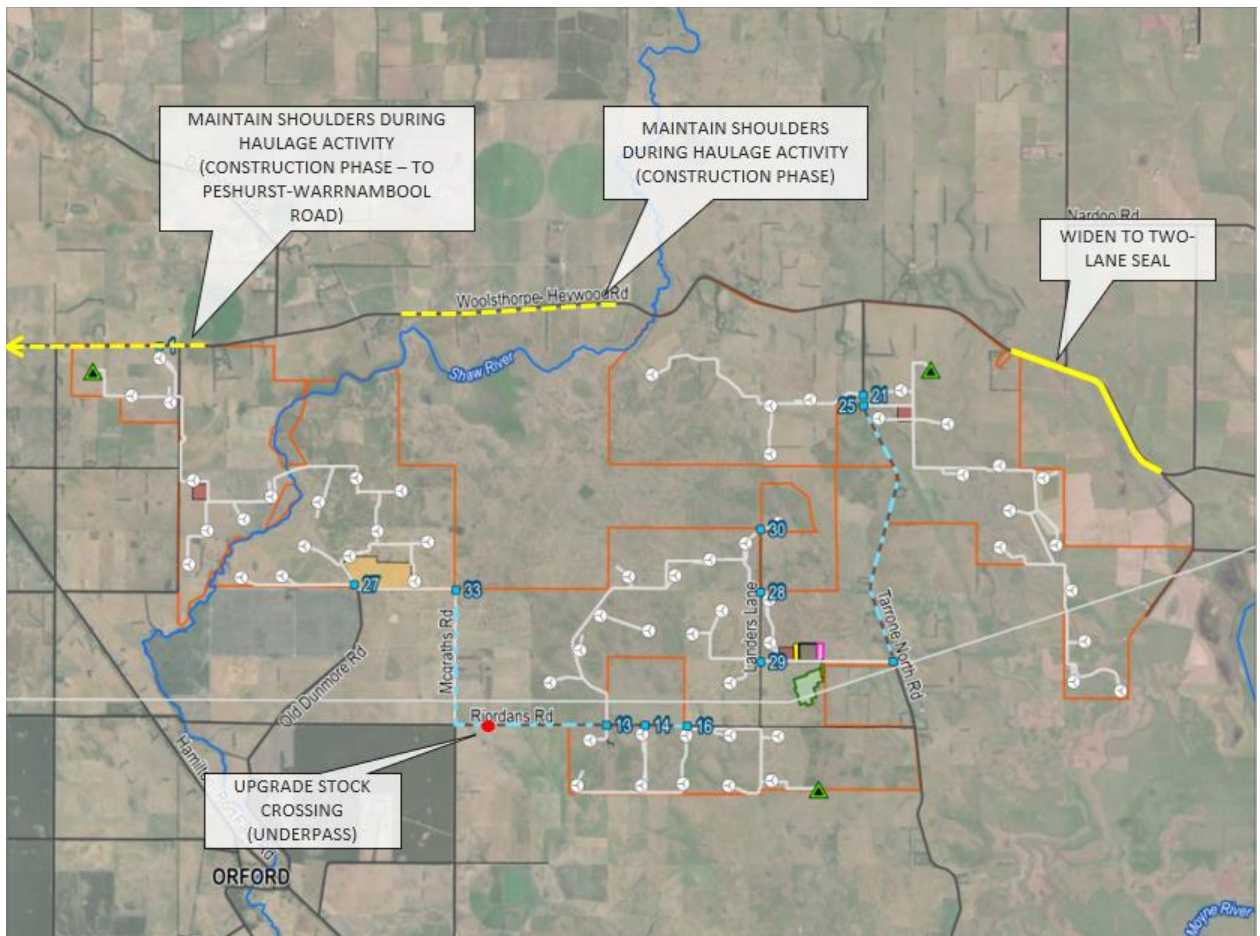 MAINTAIN SHOULDERS DURING
HAULAGE ACTIVITY
(CONSTRUCTION PHASE – TO
PESHURST-WARRNAMBOOL
ROAD)
MAINTAIN SHOULDERS
DURING HAULAGE ACTIVITY
(CONSTRUCTION PHASE)
Nardoo Rd
WIDEN TO TWO-
LANE SEAL
Woolsthorpe-Heywood Rd
Shaw River
21
25
30
27
33
28
Mcgraths Rd
Landers Lane
Tarrone North Rd
29
Old Dunmore Rd
Riordans Rd
13
14
16
UPGRADE STOCK
CROSSING
(UNDERPASS)
ORFORD
Moyne River